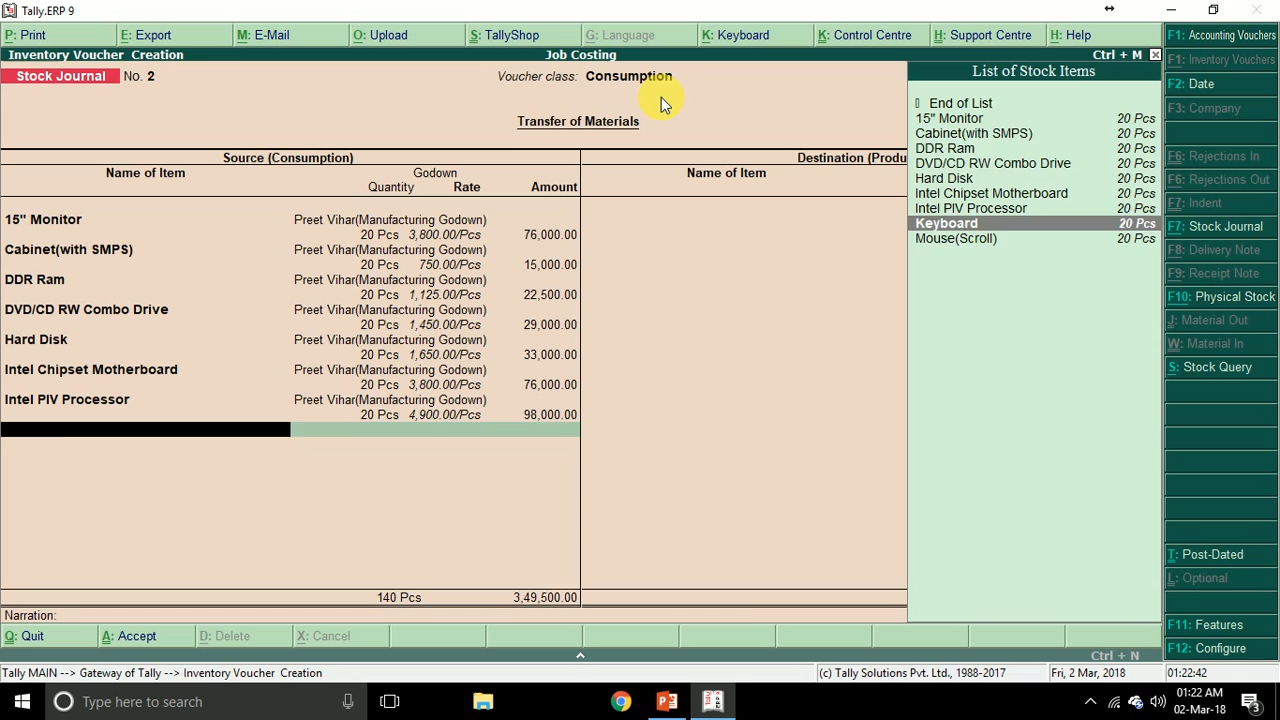 Tally.ERP 9
P: Print
E: Export
M: E-Mail
O: Upload
S: TallyShop
G: Language
K: Keyboard
K: Control Centre
H: Support Centre
H: Help
Inventory Voucher Creation
Job Costing
Ctrl + M
Stock Journal No. 2
Voucher class: Consumption
Transfer of Materials
Source (Consumption)
Destination (Produ
Name of Item
Godown
Quantity Rate Amount
Name of Item
15" Monitor Preet Vihar(Manufacturing Godown)
20 Pcs 3,800.00/Pcs 76,000.00
Cabinet(with SMPS) Preet Vihar(Manufacturing Godown)
20 Pcs 750.00/Pcs 15,000.00
DDR Ram Preet Vihar(Manufacturing Godown)
20 Pcs 1,125.00/Pcs 22,500.00
DVD/CD RW Combo Drive Preet Vihar(Manufacturing Godown)
20 Pcs 1,450.00/Pcs 29,000.00
Hard Disk Preet Vihar(Manufacturing Godown)
20 Pcs 1,650.00/Pcs 33,000.00
Intel Chipset Motherboard Preet Vihar(Manufacturing Godown)
20 Pcs 3,800.00/Pcs 76,000.00
Intel PIV Processor Preet Vihar(Manufacturing Godown)
20 Pcs 4,900.00/Pcs 98,000.00
140 Pcs 3,49,500.00
Narration:
List of Stock Items
End of List
15" Monitor 20 Pcs
Cabinet(with SMPS) 20 Pcs
DDR Ram 20 Pcs
DVD/CD RW Combo Drive 20 Pcs
Hard Disk 20 Pcs
Intel Chipset Motherboard 20 Pcs
Intel PIV Processor 20 Pcs
Keyboard 20 Pcs
Mouse(Scroll) 20 Pcs
F1: Accounting Vouchers
F1: Inventory Vouchers
F2: Date
F3: Company
F6: Rejections In
F6: Rejections Out
F7: Indent
F7: Stock Journal
F8: Delivery Note
F9: Receipt Note
F10: Physical Stock
J: Material Out
W: Material In
S: Stock Query
T: Post-Dated
L: Optional
F11: Features
F12: Configure
Q: Quit
A: Accept
D: Delete
X: Cancel
Ctrl + N
Tally MAIN --> Gateway of Tally --> Inventory Voucher Creation
(c) Tally Solutions Pvt. Ltd., 1988-2017
Fri, 2 Mar, 2018
01:22:42
Type here to search
01:22 AM
02-Mar-18
3